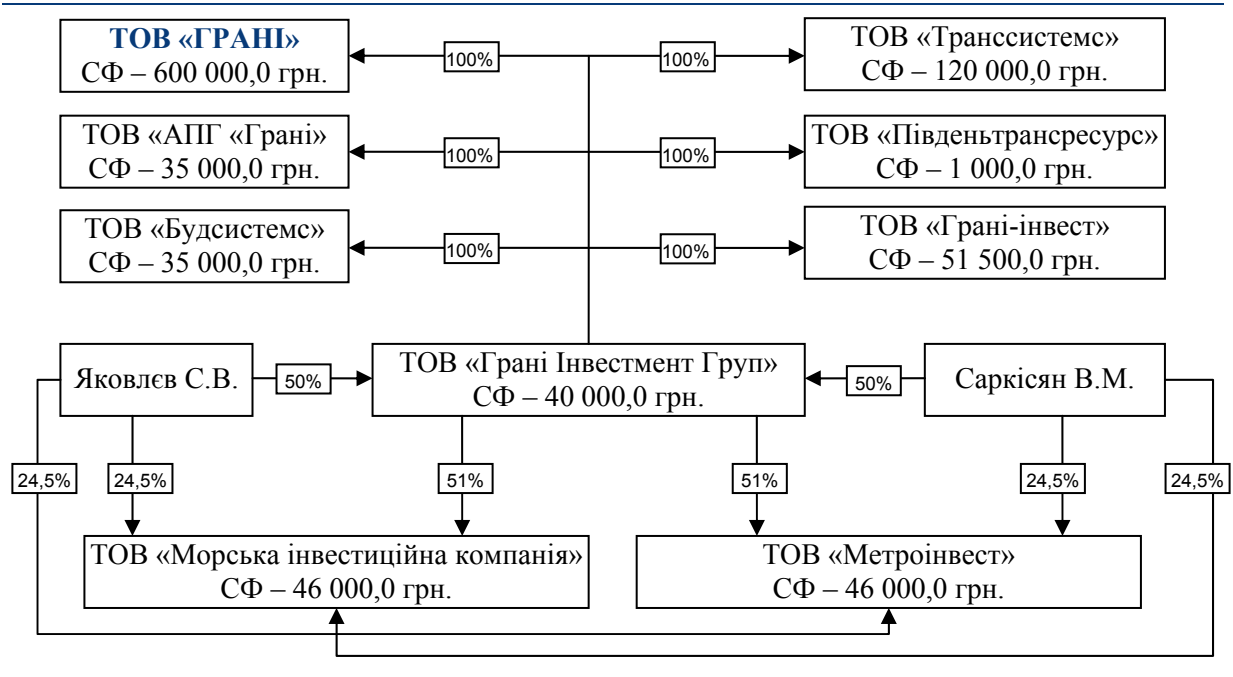 ТОВ «ГРАНІ»
СФ – 600 000,0 грн.
100%
100%
ТОВ «Транссистемс»
СФ – 120 000,0 грн.
ТОВ «АПГ «Грані»
СФ – 35 000,0 грн.
100%
100%
ТОВ «Південьтрансресурс»
СФ – 1 000,0 грн.
ТОВ «Будсистемс»
СФ – 35 000,0 грн.
100%
100%
ТОВ «Грані-інвест»
СФ – 51 500,0 грн.
Яковлєв С.В.
50%
ТОВ «Грані Інвестмент Груп»
СФ – 40 000,0 грн.
50%
Саркісян В.М.
24,5%
24,5%
51%
51%
24,5%
24,5%
ТОВ «Морська інвестиційна компанія»
СФ – 46 000,0 грн.
ТОВ «Метроінвест»
СФ – 46 000,0 грн.